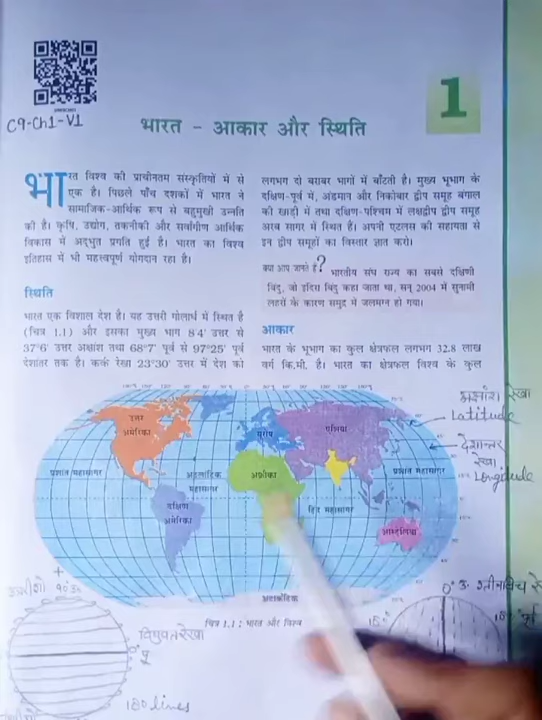 C9-Ch1-V1
1
भारत - आकार और स्थिति
भारत विश्व की प्राचीनतम संस्कृतियों में से
एक है। पिछले पाँच दशकों में भारत ने
सामाजिक-आर्थिक रूप से बहुमुखी उन्नति
की है। कृषि, उद्योग, तकनीकी और सर्वांगीण आर्थिक
विकास में अद्भुत प्रगति हुई है। भारत का विश्व
इतिहास में भी महत्वपूर्ण योगदान रहा है।
स्थिति
भारत एक विशाल देश है। यह उत्तरी गोलार्ध में स्थित है
(चित्र 1.1) और इसका मुख्य भाग 8°4' उत्तर से
37°6' उत्तर अक्षांश तथा 68°7' पूर्व से 97°25' पूर्व
देशांतर तक है। कर्क रेखा 23°30' उत्तर में देश को
लगभग दो बराबर भागों में बाँटती है। मुख्य भूभाग के
दक्षिण-पूर्व में, अंडमान और निकोबार द्वीप समूह बंगाल
की खाड़ी में तथा दक्षिण-पश्चिम में लक्षद्वीप द्वीप समूह
अरब सागर में स्थित हैं। अपनी एटलस की सहायता से
इन द्वीप समूहों का विस्तार ज्ञात करो।
क्या आप जानते हैं? भारतीय संघ राज्य का सबसे दक्षिणी
बिंदु, जो इंदिरा बिंदु कहा जाता था, सन् 2004 में सुनामी
लहरों के कारण समुद्र में जलमग्न हो गया।
आकार
भारत के भूभाग का कुल क्षेत्रफल लगभग 32.8 लाख
वर्ग कि.मी. है। भारत का क्षेत्रफल विश्व के कुल
अक्षांश रेखा
Latitude
देशान्तर
रेखा
Longitude
उत्तर
अमेरिका
यूरोप
एशिया
प्रशांत महासागर
अटलांटिक
महासागर
अफ्रीका
प्रशांत महासागर
दक्षिण
अमेरिका
हिंद महासागर
आस्ट्रेलिया
अंटार्कटिक
चित्र 1.1 : भारत और विश्व
विषुवत रेखा
0°
180 lines
0°
15°